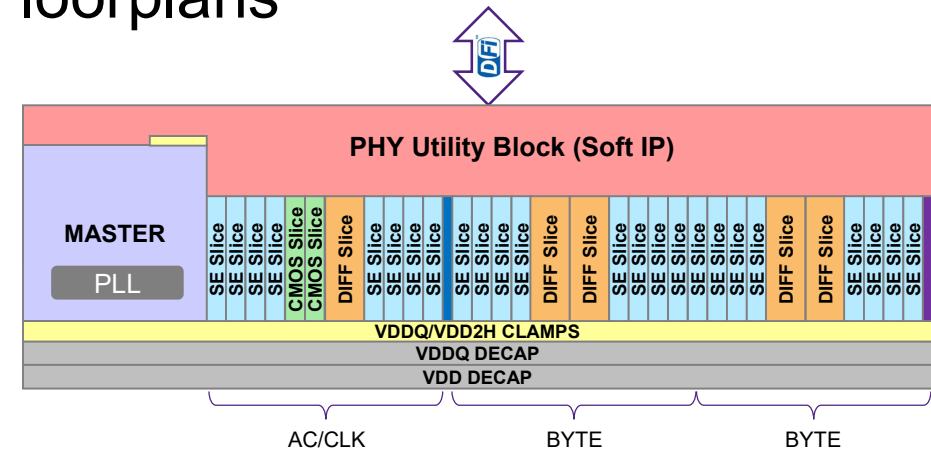 loorplans
DFi
PHY Utility Block (Soft IP)
MASTER
PLL
SE Slice
SE Slice
SE Slice
SE Slice
CMOS Slice
CMOS Slice
DIFF Slice
SE Slice
SE Slice
SE Slice
SE Slice
SE Slice
SE Slice
SE Slice
SE Slice
DIFF Slice
DIFF Slice
SE Slice
SE Slice
SE Slice
SE Slice
SE Slice
SE Slice
SE Slice
SE Slice
DIFF Slice
DIFF Slice
SE Slice
SE Slice
SE Slice
SE Slice
VDDQ/VDD2H CLAMPS
VDDQ DECAP
VDD DECAP
AC/CLK
BYTE
BYTE